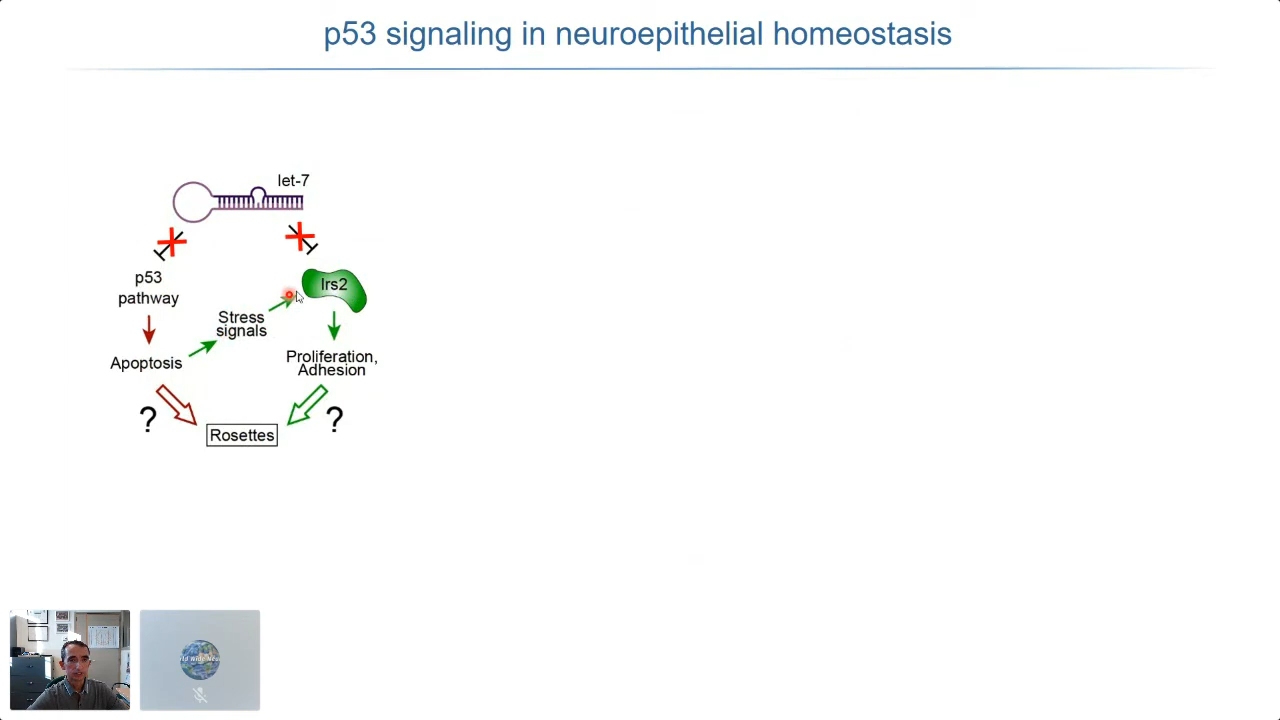 p53 signaling in neuroepithelial homeostasis
let-7
p53
pathway
Irs2
Stress
signals
Apoptosis
Proliferation,
Adhesion
?
?
Rosettes